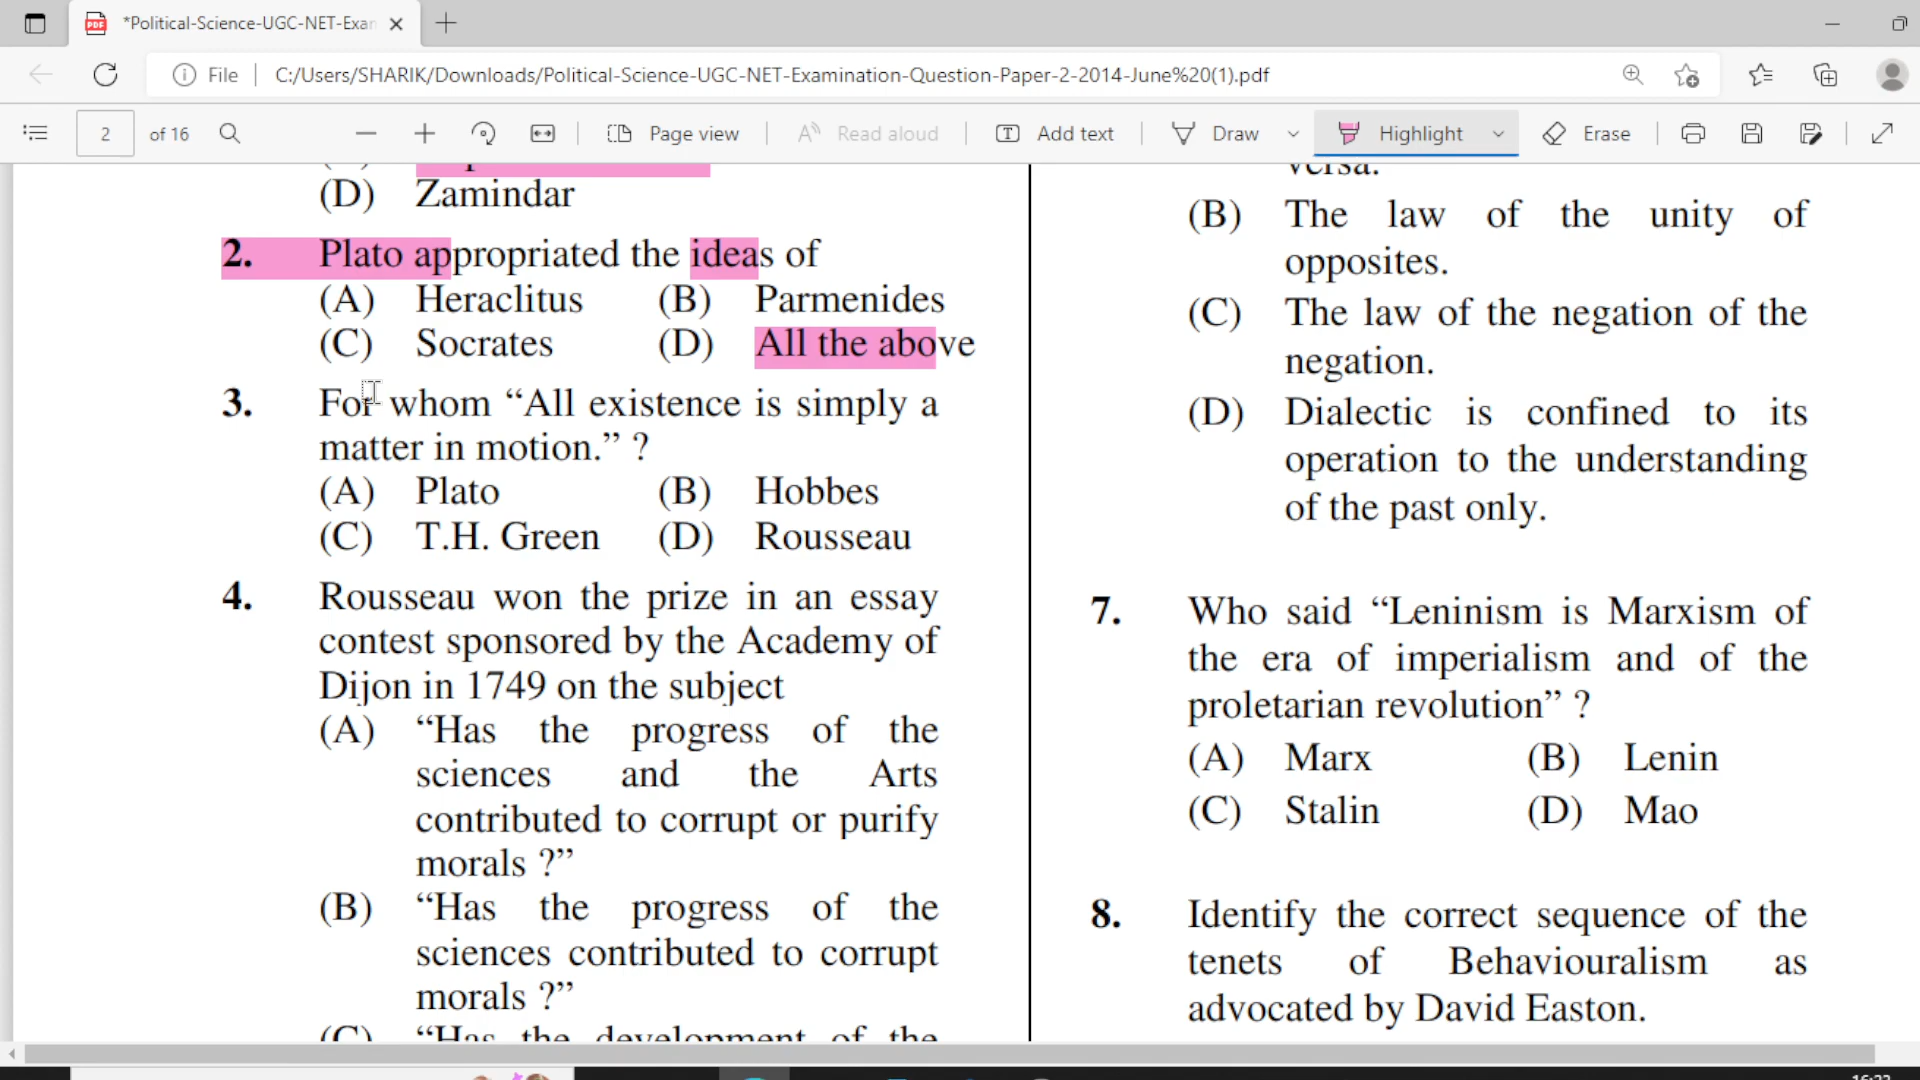 *Political-Science-UGC-NET-Exam
File
C:/Users/SHARIK/Downloads/Political-Science-UGC-NET-Examination-Question-Paper-2-2014-June%20(1).pdf
2 of 16
Page view
Read aloud
Add text
Draw
Highlight
Erase
(D) Zamindar
2. Plato appropriated the ideas of
(A) Heraclitus (B) Parmenides
(C) Socrates (D) All the above
3. For whom “All existence is simply a
matter in motion.” ?
(A) Plato (B) Hobbes
(C) T.H. Green (D) Rousseau
4. Rousseau won the prize in an essay
contest sponsored by the Academy of
Dijon in 1749 on the subject
(A) “Has the progress of the
sciences and the Arts
contributed to corrupt or purify
morals ?”
(B) “Has the progress of the
sciences contributed to corrupt
morals ?”
(C) “Has the development of the
versa.
(B) The law of the unity of
opposites.
(C) The law of the negation of the
negation.
(D) Dialectic is confined to its
operation to the understanding
of the past only.
7. Who said “Leninism is Marxism of
the era of imperialism and of the
proletarian revolution” ?
(A) Marx (B) Lenin
(C) Stalin (D) Mao
8. Identify the correct sequence of the
tenets of Behaviouralism as
advocated by David Easton.